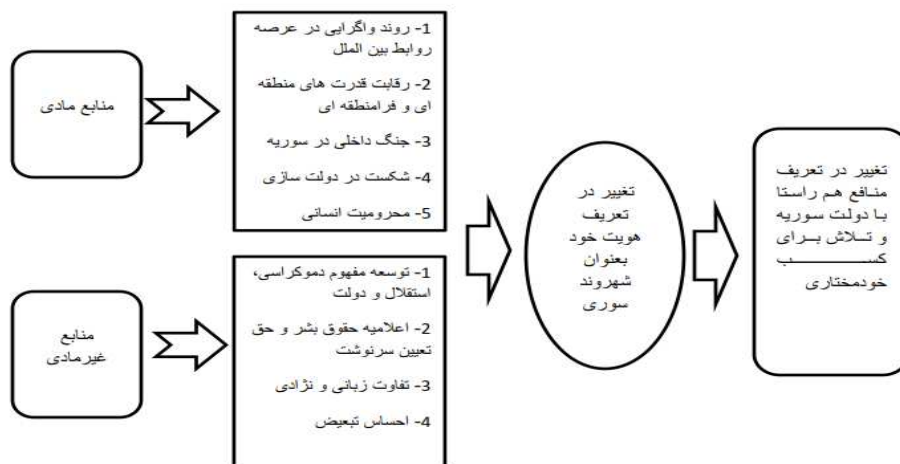 منابع مادی
1- روند واگرایی در عرصه
روابط بین الملل
2- رقابت قدرت های منطقه
ای و فرامنطقه ای
3- جنگ داخلی در سوریه
4- شکست در دولت سازی
5- محرومیت انسانی
منابع
غیرمادی
1- توسعه مفهوم دموکراسی،
استقلال و دولت
2- اعلامیه حقوق بشر و حق
تعیین سرنوشت
3- تفاوت زبانی و نژادی
4- احساس تبعیض
تغییر در
تعریف
هویت خود
بعنوان
شهروند
سوری
تغییر در تعریف
منافع هم راستا
با دولت سوریه
و تلاش برای
کسب
خودمختاری